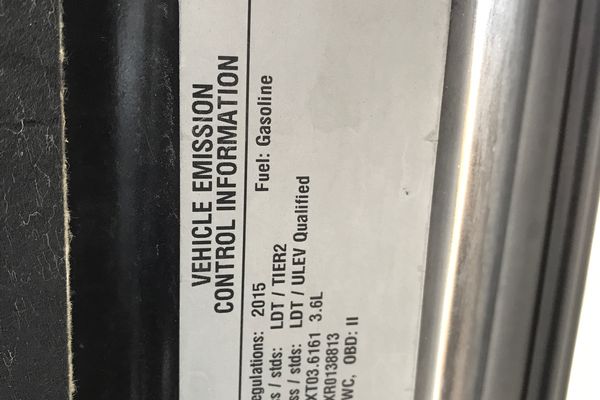 VEHICLE EMISSION
CONTROL INFORMATION
Fuel: Gasoline
egulations: 2015
ss / stds: LDT / TIER2
ss / stds: LDT / ULEV Qualified
XT03.6161 3.6L
XR0138813
WC, OBD: II